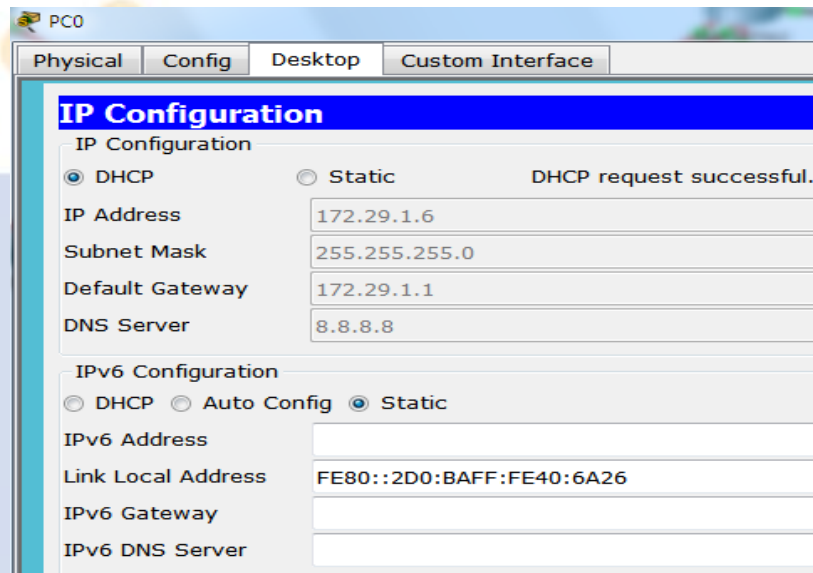 PC0
Physical Config Desktop Custom Interface
IP Configuration
IP Configuration
DHCP Static DHCP request successful.
IP Address 172.29.1.6
Subnet Mask 255.255.255.0
Default Gateway 172.29.1.1
DNS Server 8.8.8.8
IPv6 Configuration
DHCP Auto Config Static
IPv6 Address
Link Local Address FE80::2D0:BAFF:FE40:6A26
IPv6 Gateway
IPv6 DNS Server